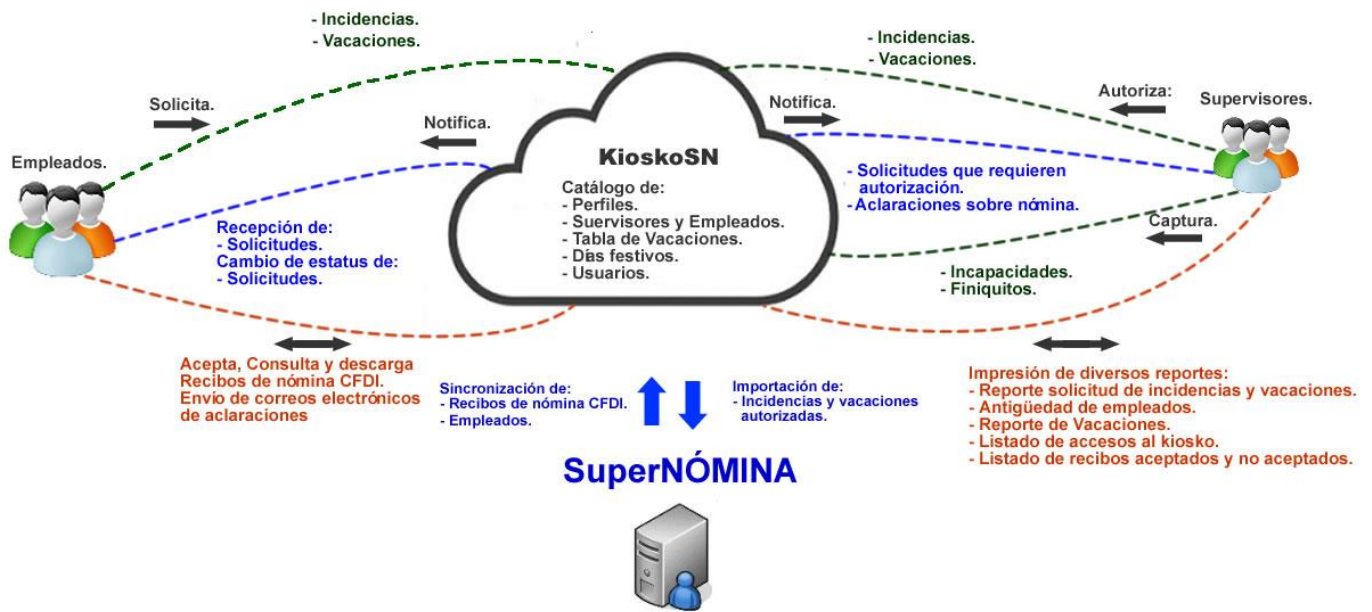 - Incidencias.
- Vacaciones.
Solicita.
Notifica.
Empleados.
Recepción de:
- Solicitudes.
Cambio de estatus de:
- Solicitudes.
Acepta, Consulta y descarga
Recibos de nómina CFDI.
Envío de correos electrónicos
de aclaraciones
KioskoSN
Catálogo de:
- Perfiles.
- Suervisores y Empleados.
- Tabla de Vacaciones.
- Días festivos.
- Usuarios.
- Incidencias.
- Vacaciones.
Notifica.
Autoriza:
Supervisores.
- Solicitudes que requieren
autorización.
- Aclaraciones sobre nómina.
Captura.
- Incapacidades.
- Finiquitos.
Impresión de diversos reportes:
- Reporte solicitud de incidencias y vacaciones.
- Antigüedad de empleados.
- Reporte de Vacaciones.
- Listado de accesos al kiosko.
- Listado de recibos aceptados y no aceptados.
Sincronización de:
- Recibos de nómina CFDI.
- Empleados.
Importación de:
- Incidencias y vacaciones
autorizadas.
SuperNÓMINA